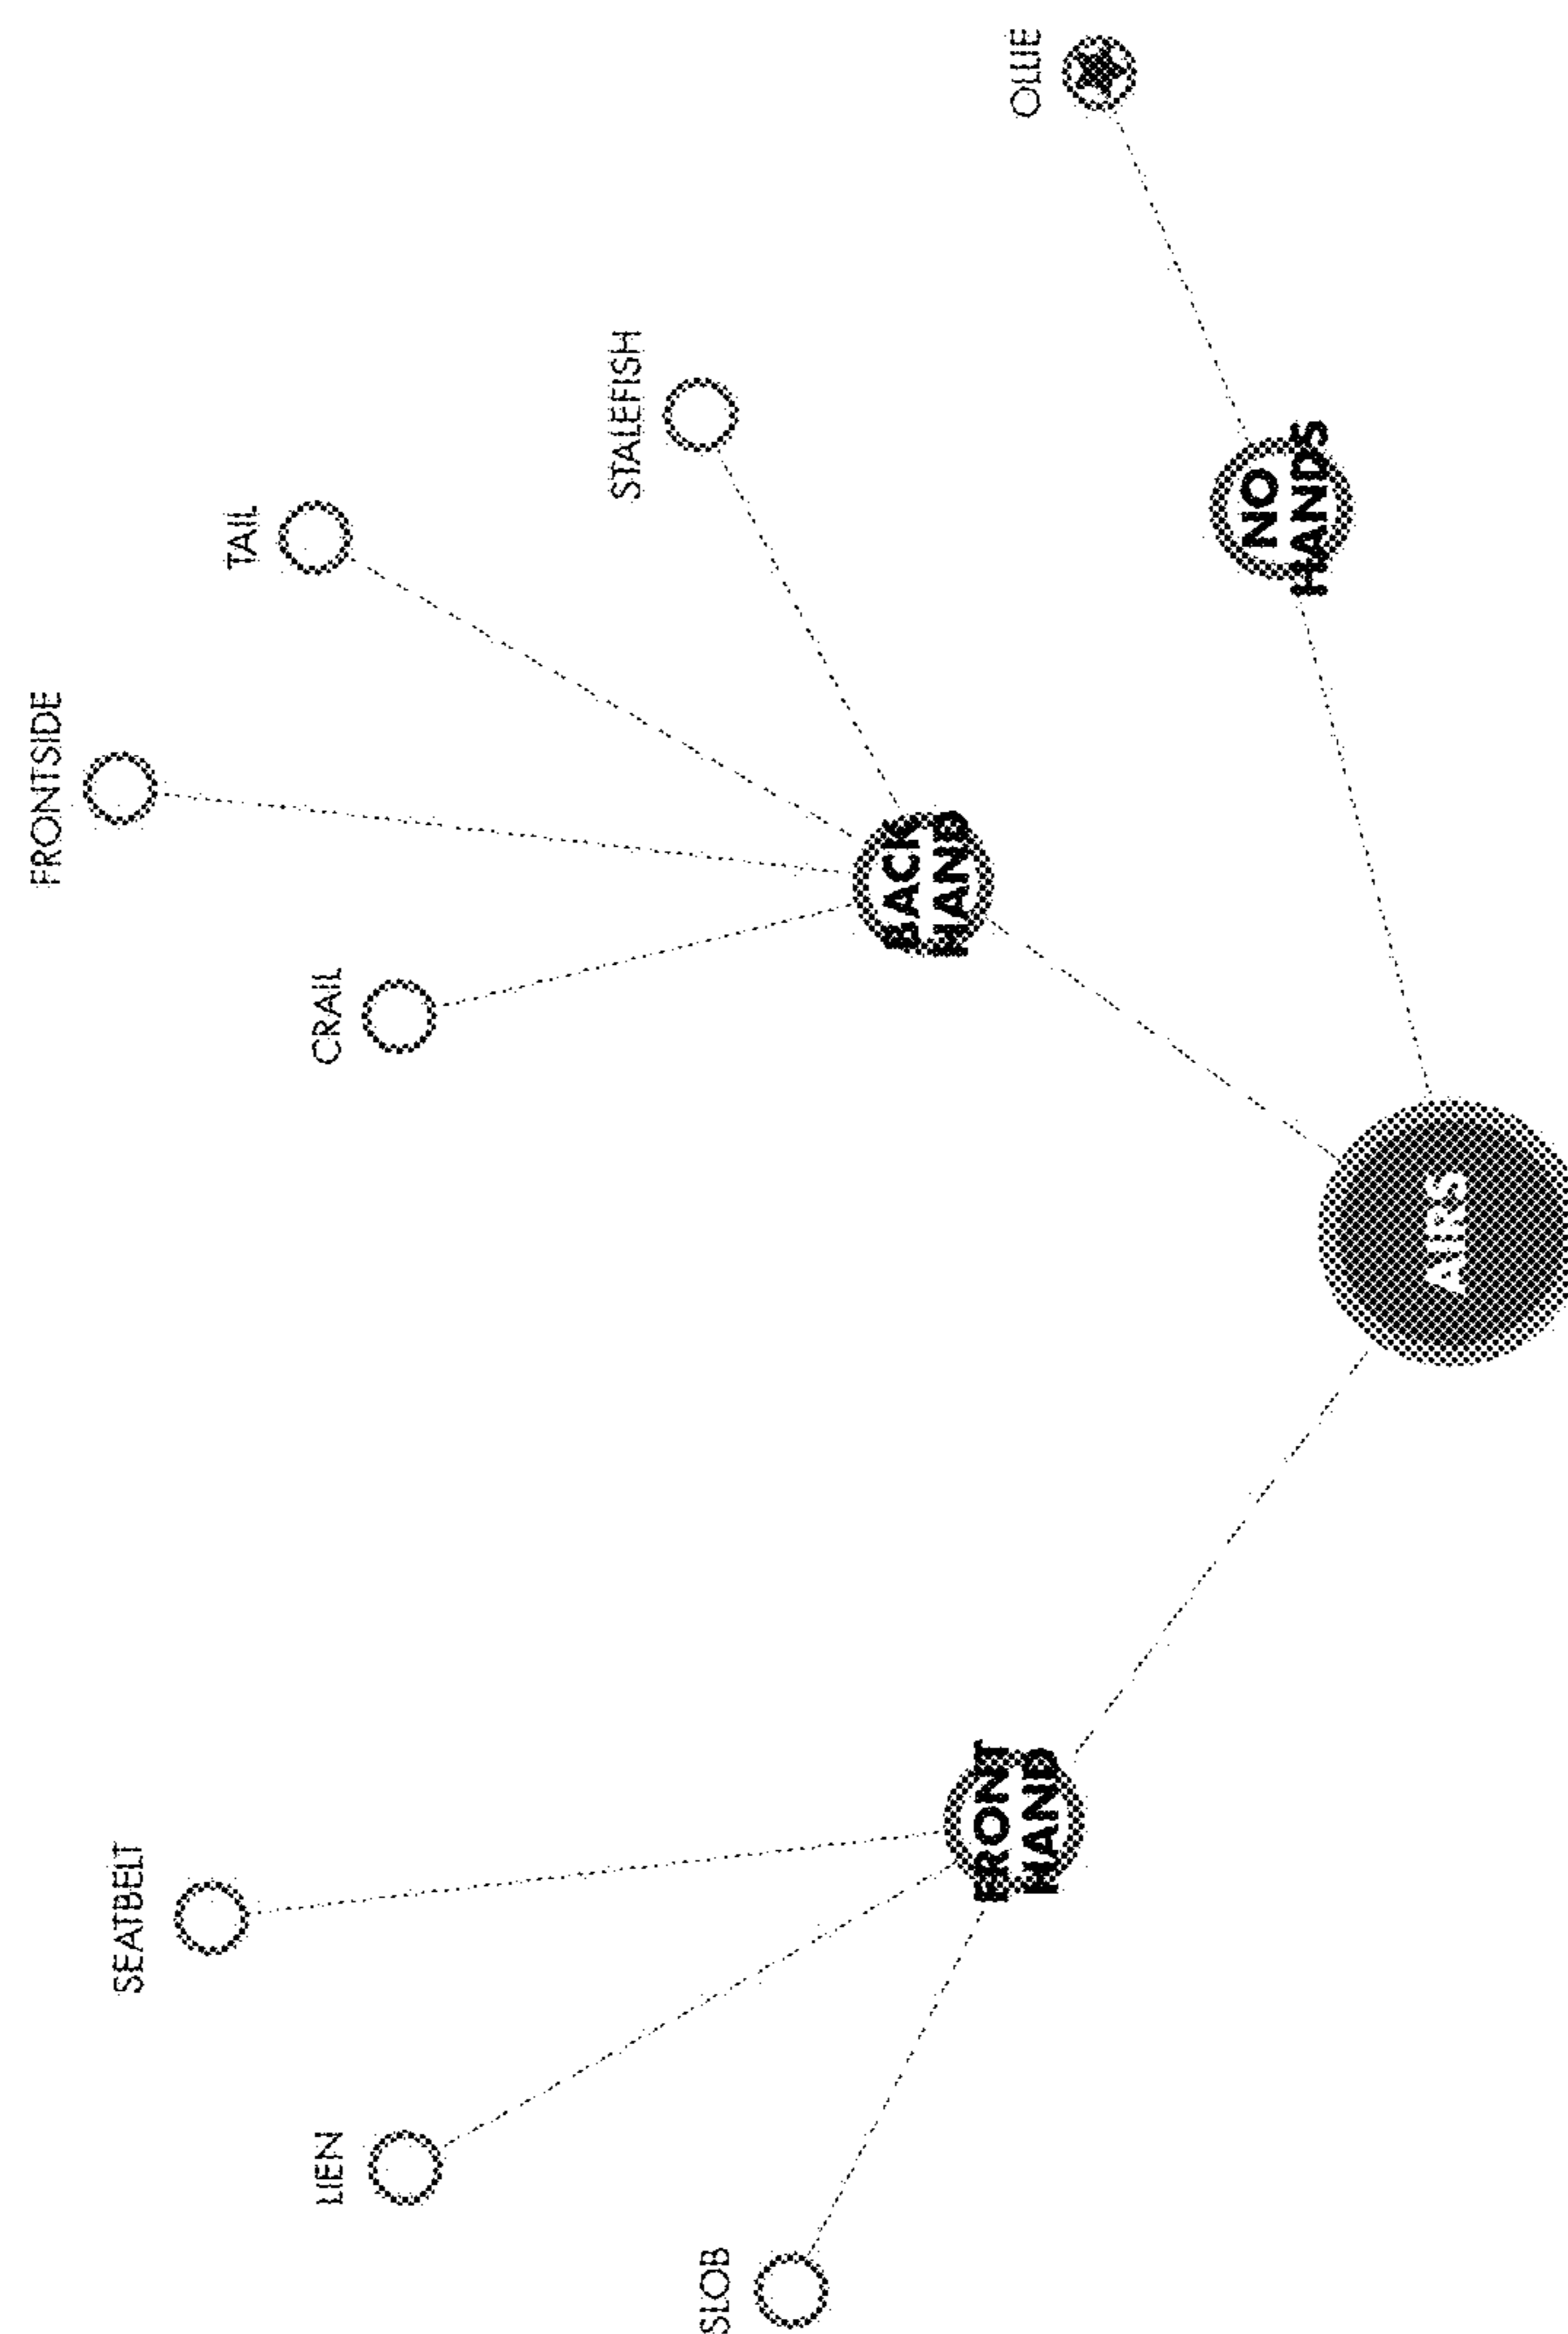 FRONTSIDE
SEATBELT
TAIL
CRAIL
LIEN
STALEFISH
SLOB
BACK
HAND
FRONT
HAND
OLLIE
NO
HANDS
AIRS